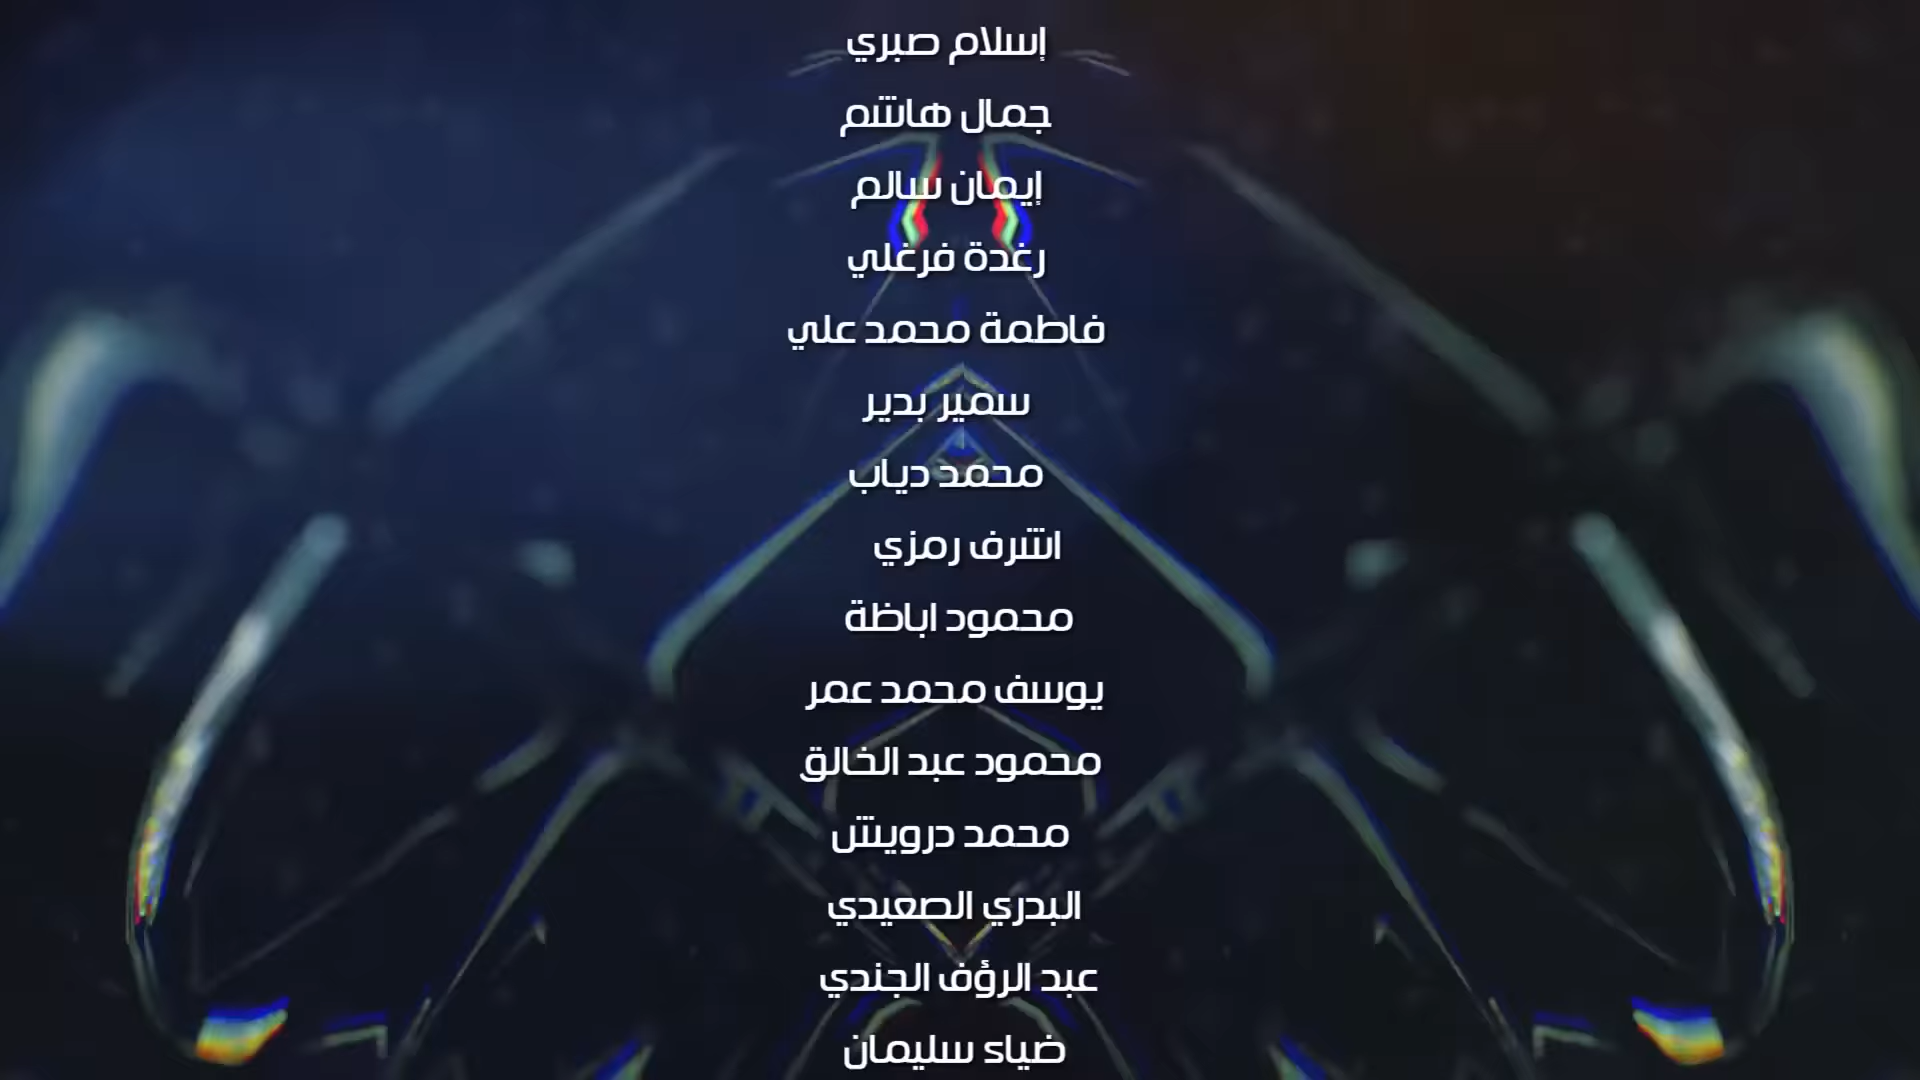 إسلام صبري
جمال هاشم
إيمان سالم
رغدة فرغلي
فاطمة محمد علي
سمير بدير
محمد دياب
اشرف رمزي
محمود اباظة
يوسف محمد عمر
محمود عبد الخالق
محمد درويش
البدري الصعيدي
عبد الرؤف الجندي
ضياء سليمان